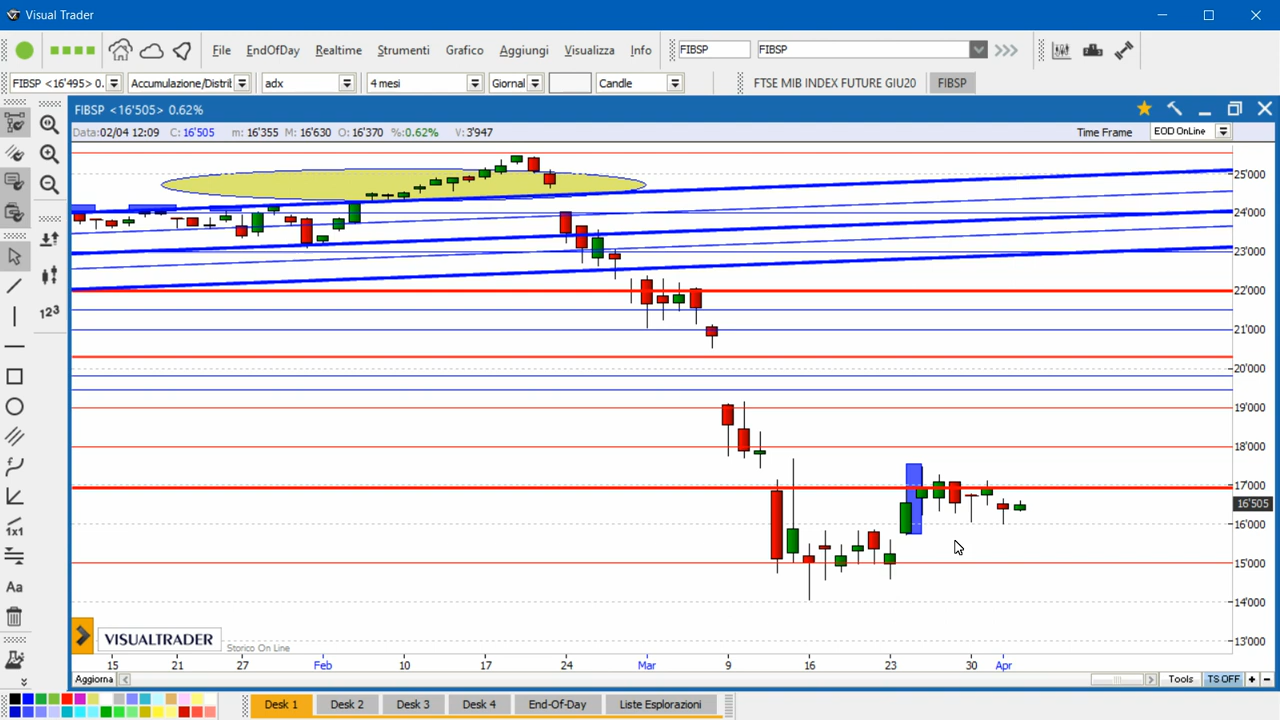 Visual Trader
File EndOfDay Realtime Strumenti Grafico Aggiungi Visualizza Info FIBSP FIBSP
FIBSP <16'495> 0. Accumulazione/Distril adx 4 mesi Giornal Candle FTSE MIB INDEX FUTURE GIU20 FIBSP
FIBSP <16'505> 0.62%
Data:02/04 12:09 C: 16'505 m: 16'355 M: 16'630 O: 16'370 %:0.62% V: 3'947 Time Frame EOD OnLine
25'000
24'000
23'000
22'000
21'000
20'000
19'000
18'000
17'000
16'505
16'000
15'000
14'000
13'000
1 2 3
1x1
Aa
VISUALTRADER
Storico On Line
15 21 27 Feb 10 17 24 Mar 9 16 23 30 Apr
Aggiorna Tools TS OFF
Desk 1 Desk 2 Desk 3 Desk 4 End-Of-Day Liste Esplorazioni